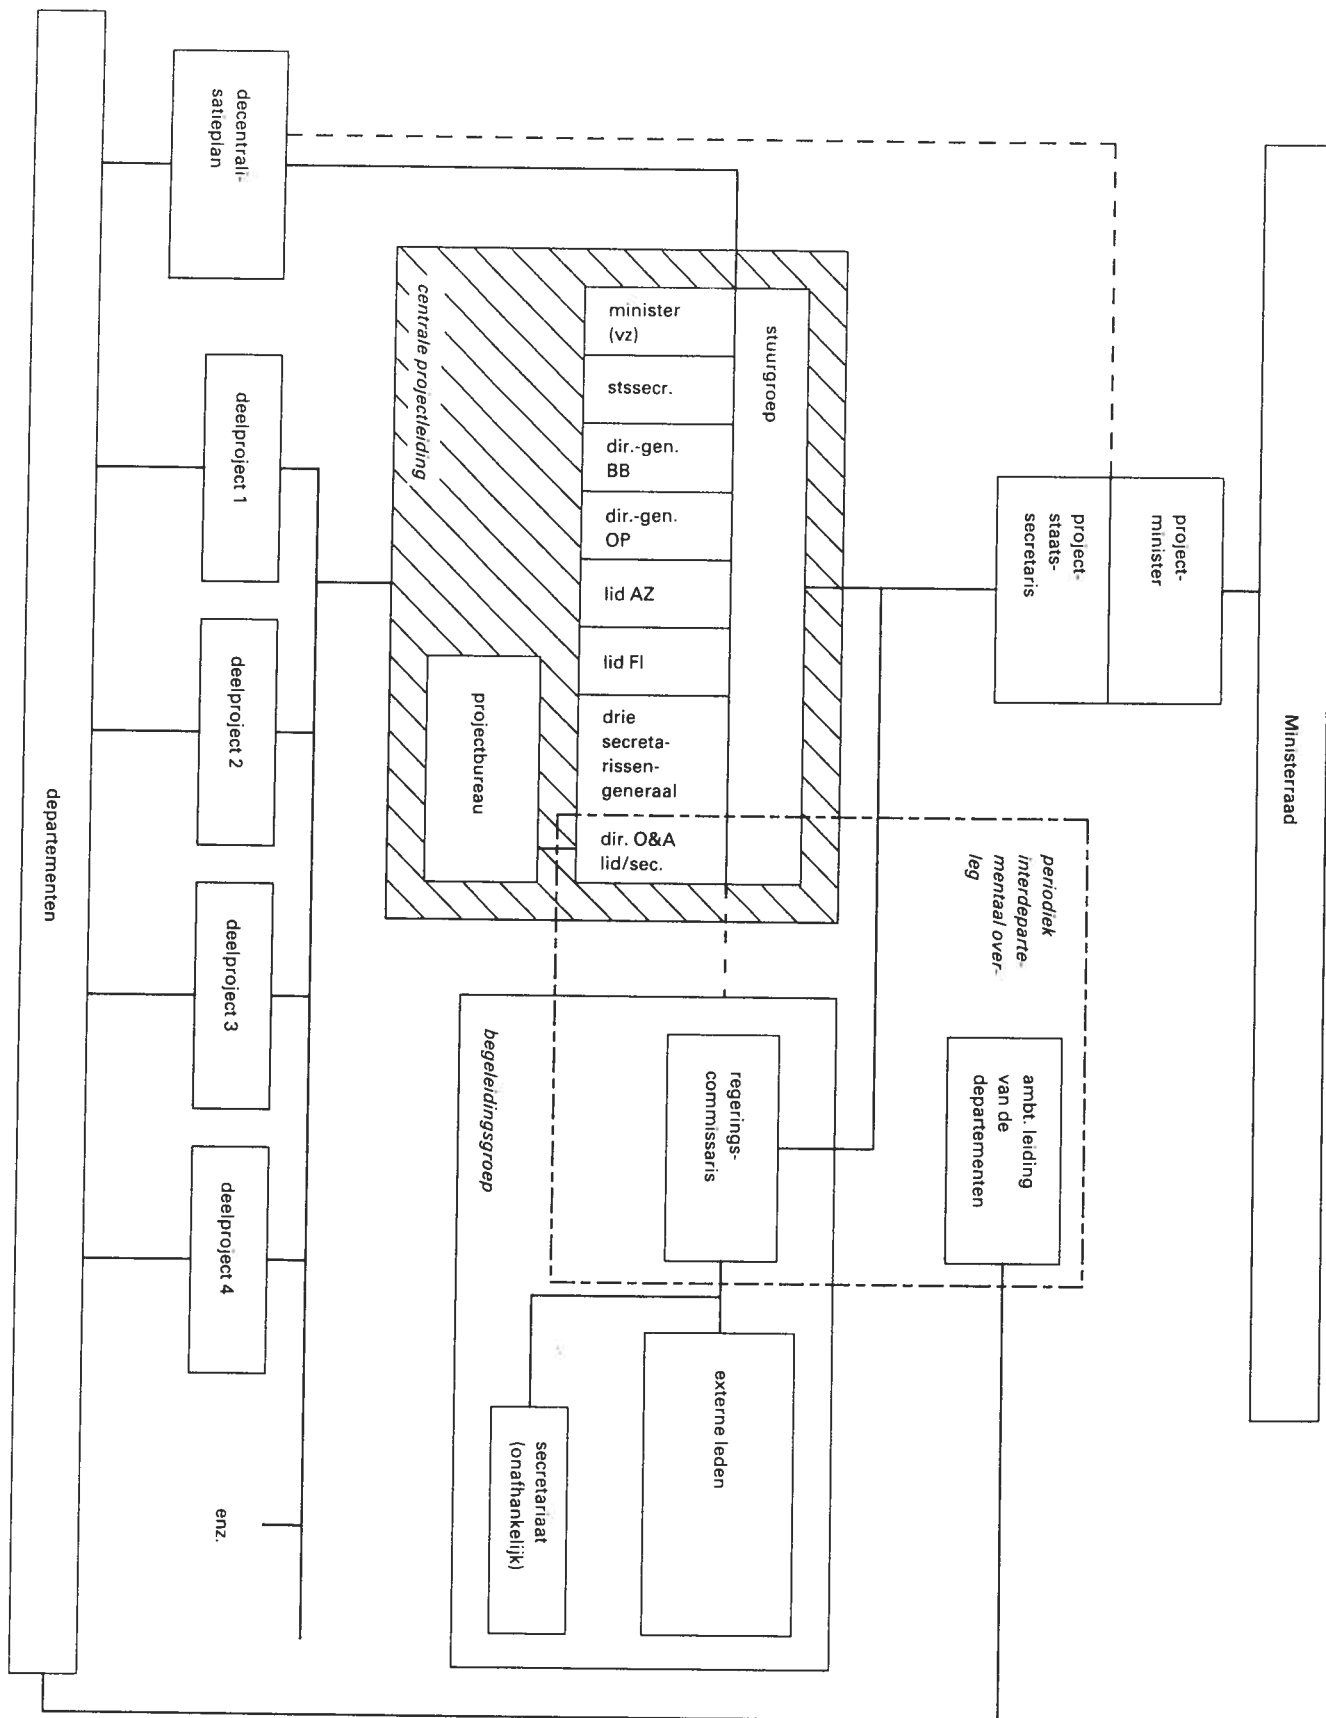 Ministerraad
project-
minister
project-
staats-
secretaris
periodiek
interdeparte-
mentaal over-
leg
ambt. leiding
van de
departementen
stuurgroep
minister
(vz)
stssecr.
dir.-gen.
BB
dir.-gen.
OP
lid AZ
lid FI
drie
secreta-
rissen-
generaal
dir. O&A
lid/sec.
centrale projectleiding
projectbureau
regerings-
commissaris
begeleidingsgroep
externe leden
secretariaat
(onafhankelijk)
decentrali-
satieplan
deelproject 1
deelproject 2
deelproject 3
deelproject 4
enz.
departementen